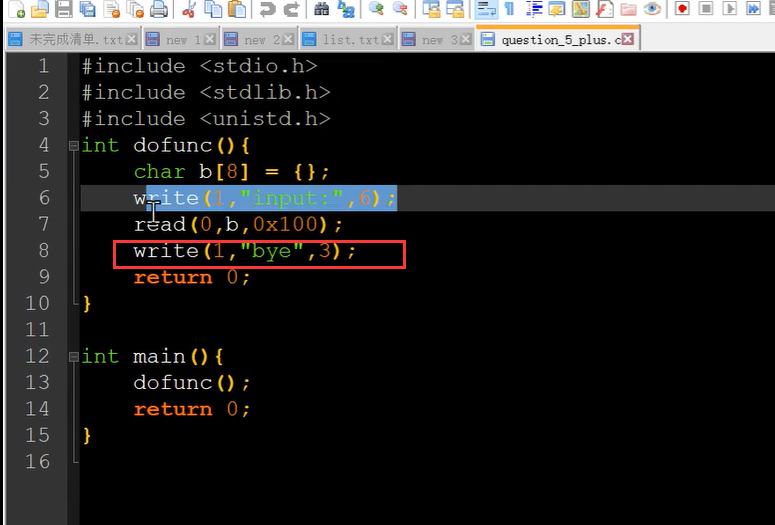 未完成清单.txt new 1 new 2 list.txt new 3 question_5_plus.c
1 #include <stdio.h>
2 #include <stdlib.h>
3 #include <unistd.h>
4 int dofunc(){
5 char b[8] = {};
6 write(1,"input:",6);
7 read(0,b,0x100);
8 write(1,"bye",3);
9 return 0;
10 }
11
12 int main(){
13 dofunc();
14 return 0;
15 }
16